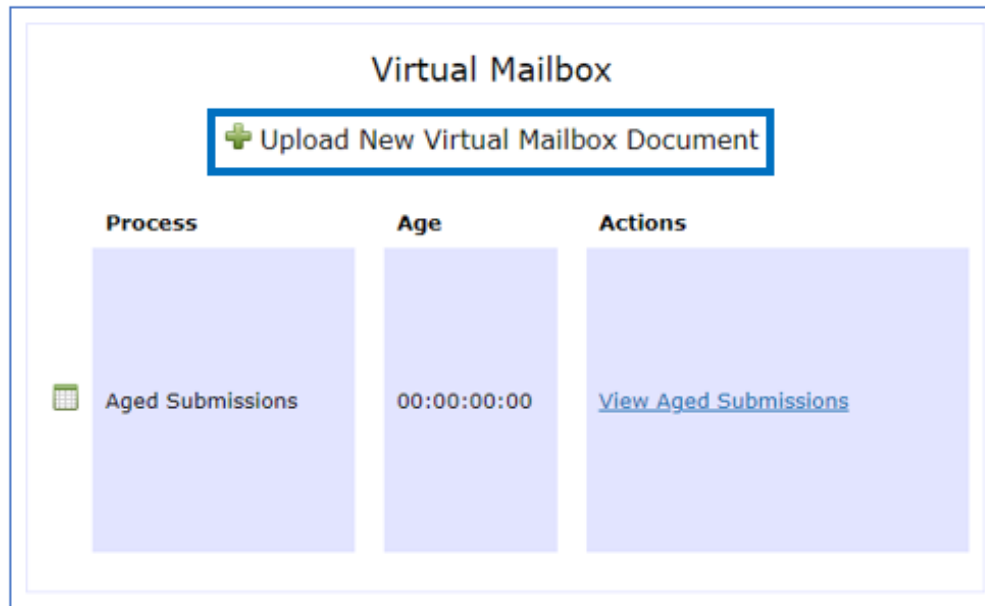 Virtual Mailbox
Upload New Virtual Mailbox Document
Process Age Actions
Aged Submissions 00:00:00:00 View Aged Submissions